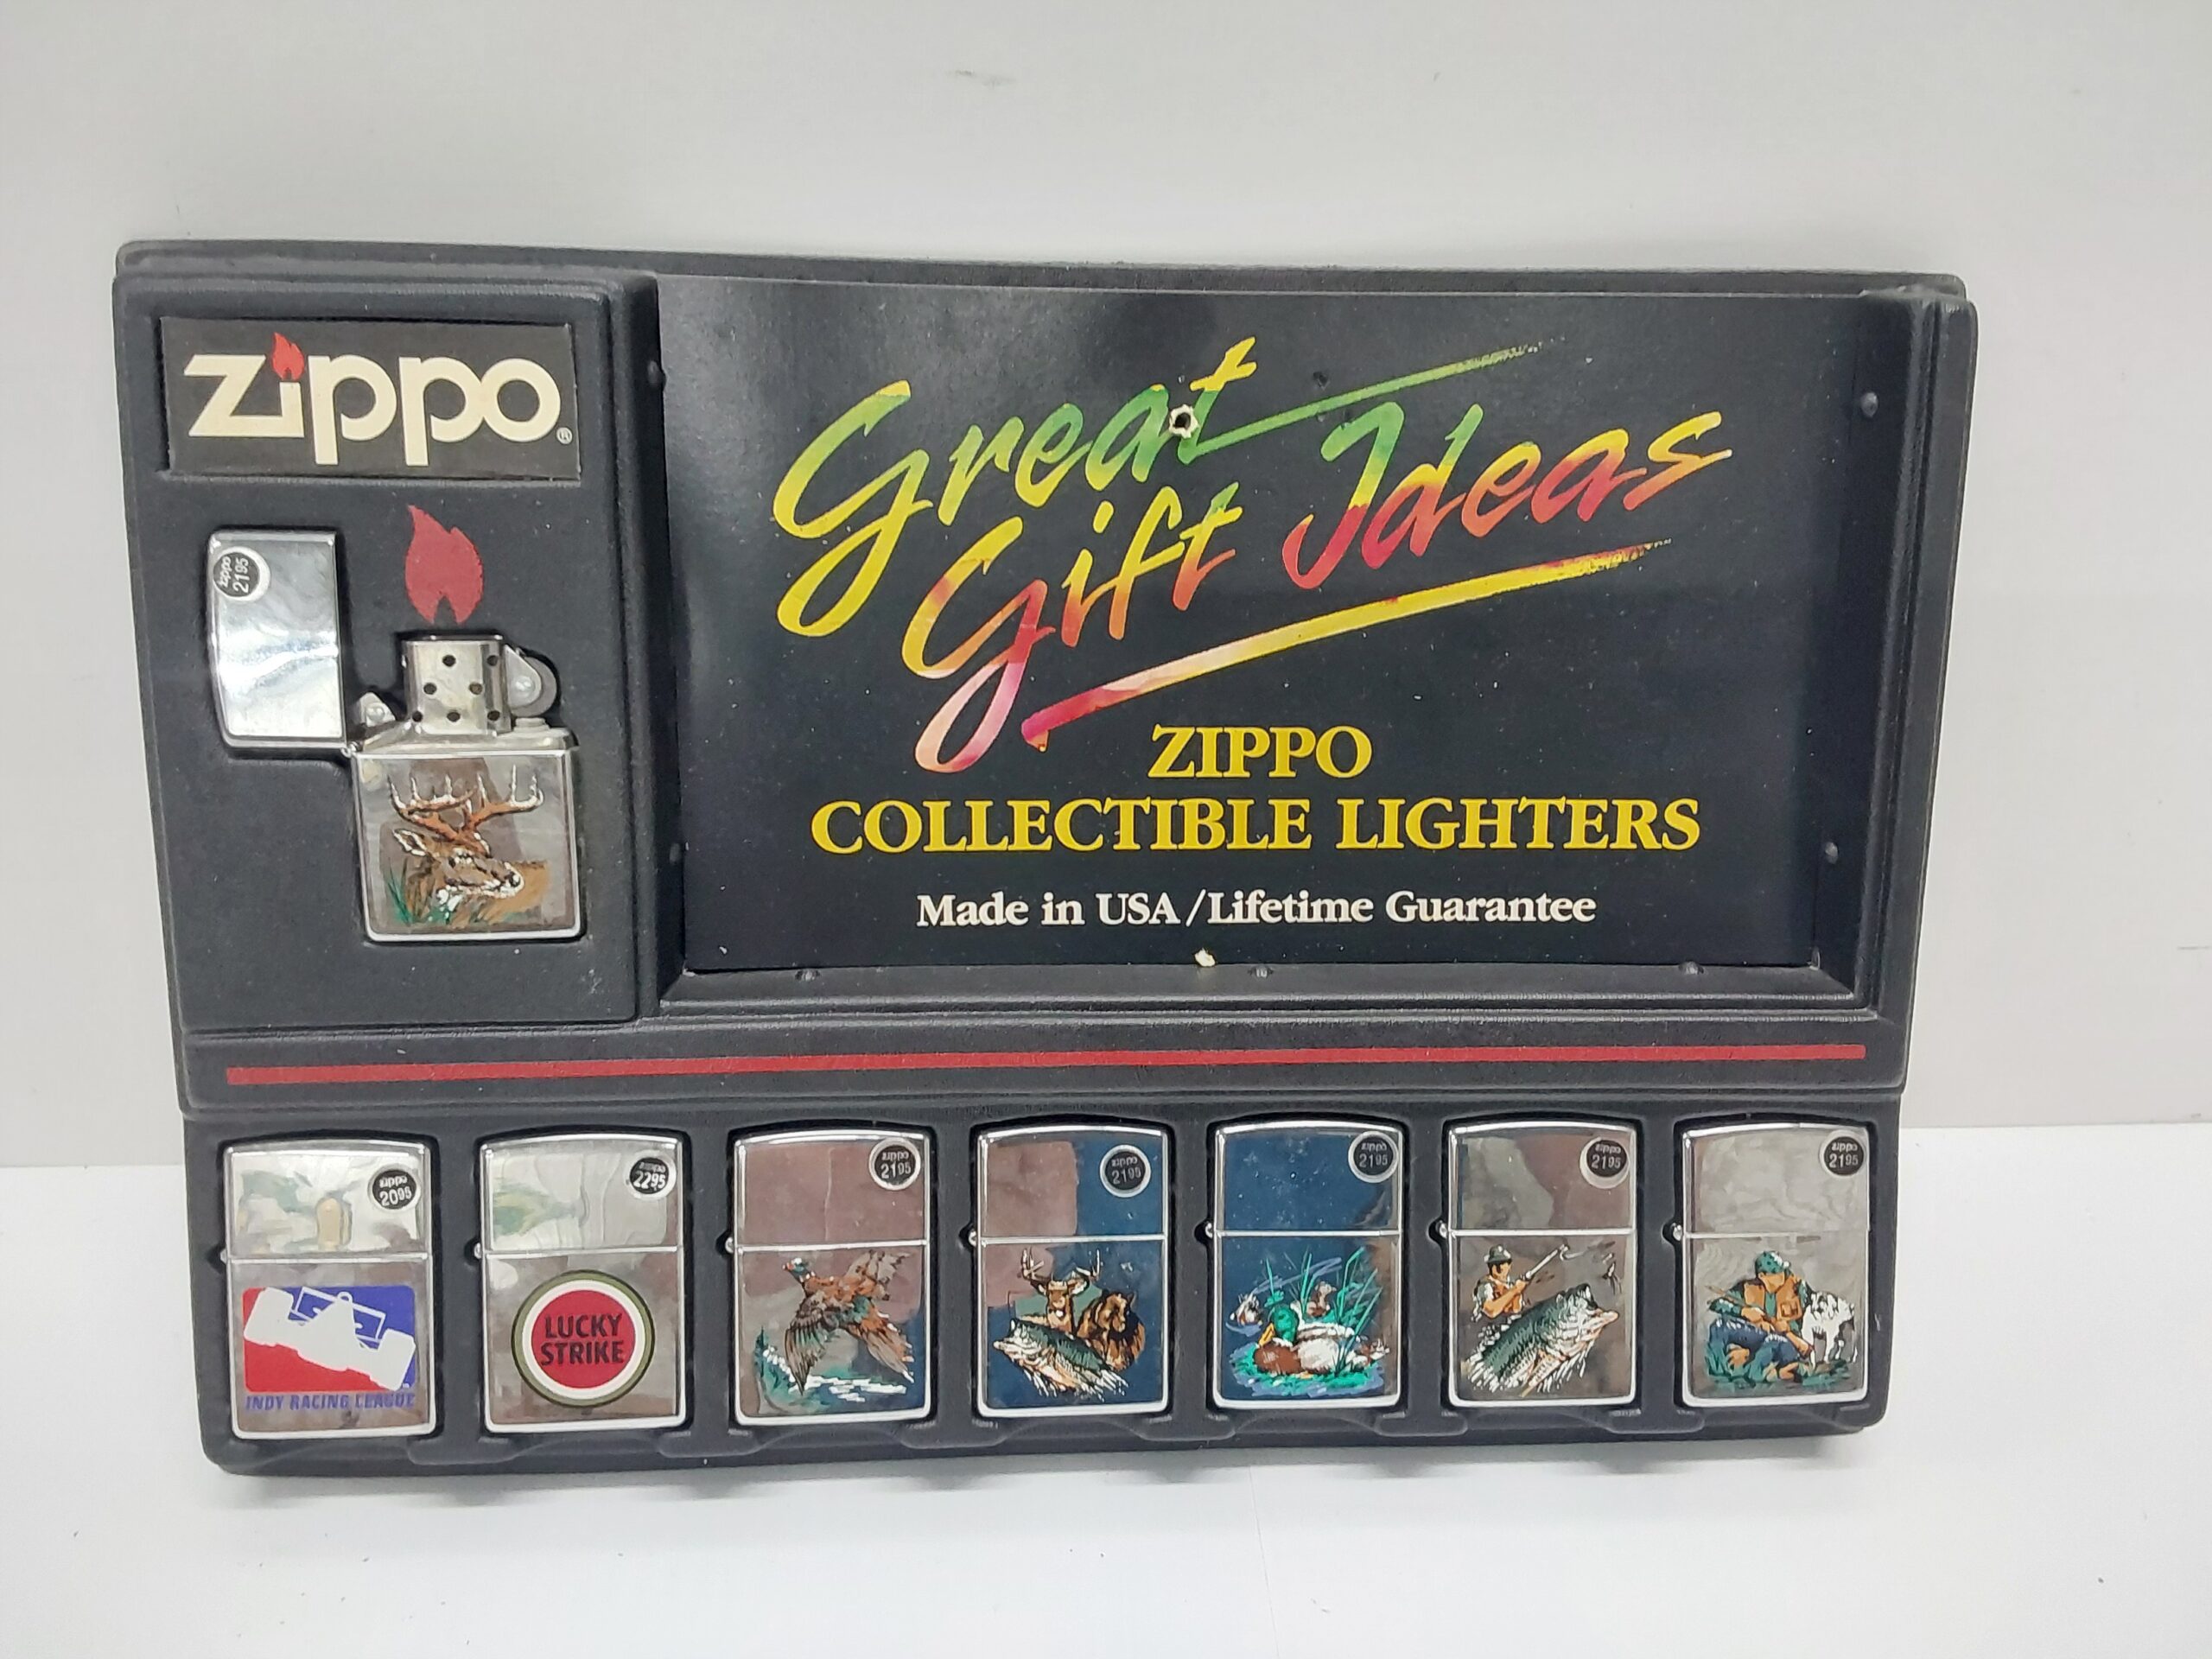 Zippo®
zippo
2195
Great
Gift Ideas
ZIPPO
COLLECTIBLE LIGHTERS
Made in USA/Lifetime Guarantee
zippo
2095
INDY RACING LEAGUE
zippo
2295
LUCKY
STRIKE
zippo
2195
zippo
2195
zippo
2195
zippo
2195
zippo
2195